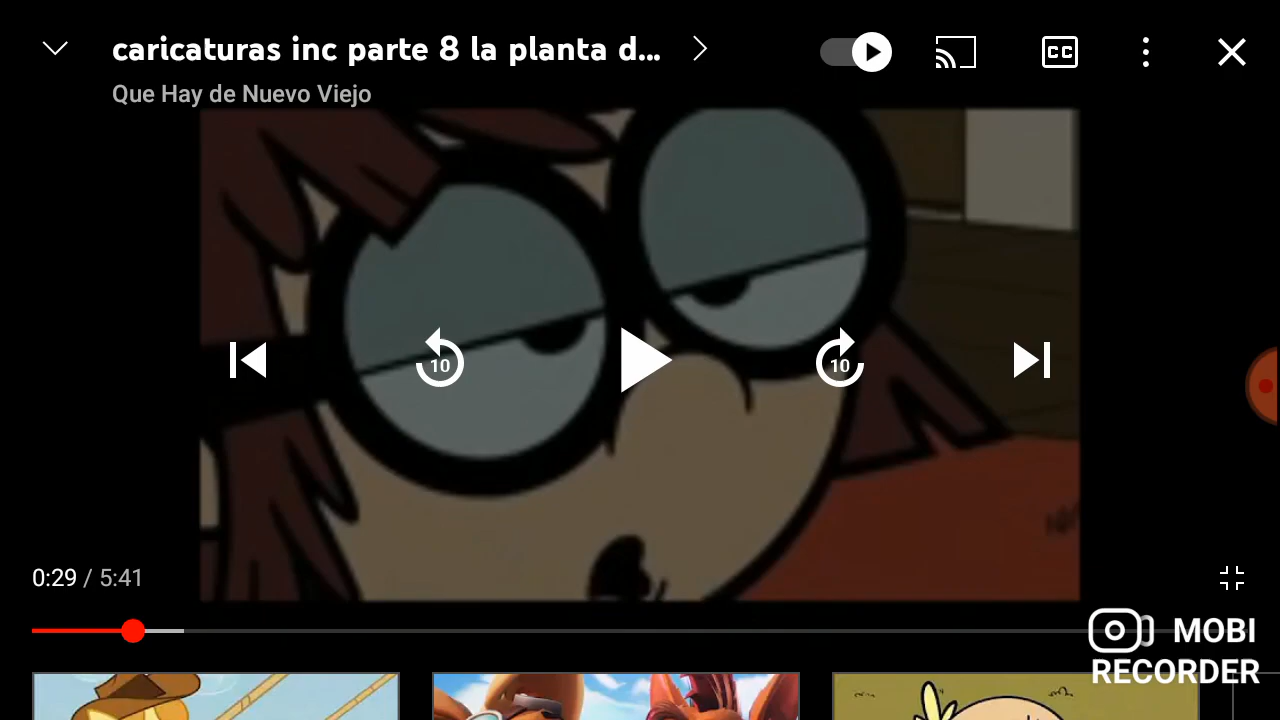 caricaturas inc parte 8 la planta d...
CC
Que Hay de Nuevo Viejo
10
10
0:29 / 5:41
MOBI
RECORDER